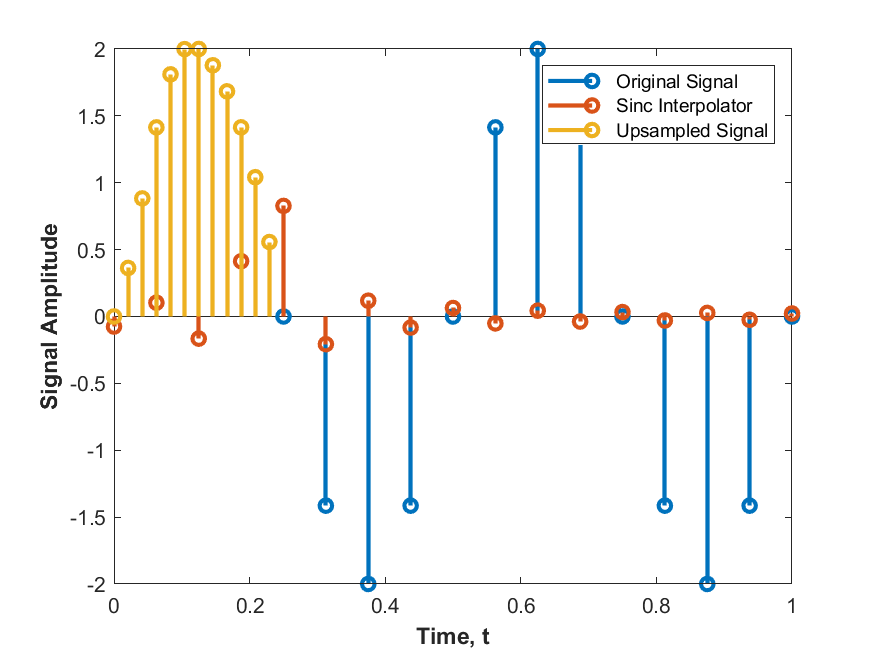 2
1.5
1
0.5
0
-0.5
-1
-1.5
-2
Signal Amplitude
Original Signal
Sinc Interpolator
Upsampled Signal
0 0.2 0.4 0.6 0.8 1
Time, t